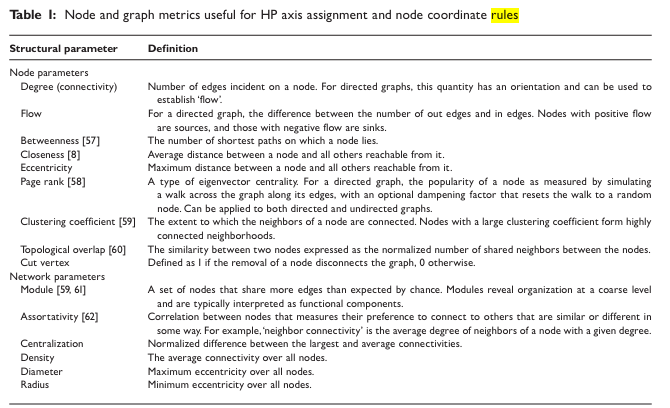 Table 1: Node and graph metrics useful for HP axis assignment and node coordinate rules
Structural parameter Definition
Node parameters
Degree (connectivity) Number of edges incident on a node. For directed graphs, this quantity has an orientation and can be used to
establish ‘flow’.
Flow For a directed graph, the difference between the number of out edges and in edges. Nodes with positive flow
are sources, and those with negative flow are sinks.
Betweenness [57] The number of shortest paths on which a node lies.
Closeness [8] Average distance between a node and all others reachable from it.
Eccentricity Maximum distance between a node and all others reachable from it.
Page rank [58] A type of eigenvector centrality. For a directed graph, the popularity of a node as measured by simulating
a walk across the graph along its edges, with an optional dampening factor that resets the walk to a random
node. Can be applied to both directed and undirected graphs.
Clustering coefficient [59] The extent to which the neighbors of a node are connected. Nodes with a large clustering coefficient form highly
connected neighborhoods.
Topological overlap [60] The similarity between two nodes expressed as the normalized number of shared neighbors between the nodes.
Cut vertex Defined as 1 if the removal of a node disconnects the graph, 0 otherwise.
Network parameters
Module [59, 61] A set of nodes that share more edges than expected by chance. Modules reveal organization at a coarse level
and are typically interpreted as functional components.
Assortativity [62] Correlation between nodes that measures their preference to connect to others that are similar or different in
some way. For example, ‘neighbor connectivity’ is the average degree of neighbors of a node with a given degree.
Centralization Normalized difference between the largest and average connectivities.
Density The average connectivity over all nodes.
Diameter Maximum eccentricity over all nodes.
Radius Minimum eccentricity over all nodes.